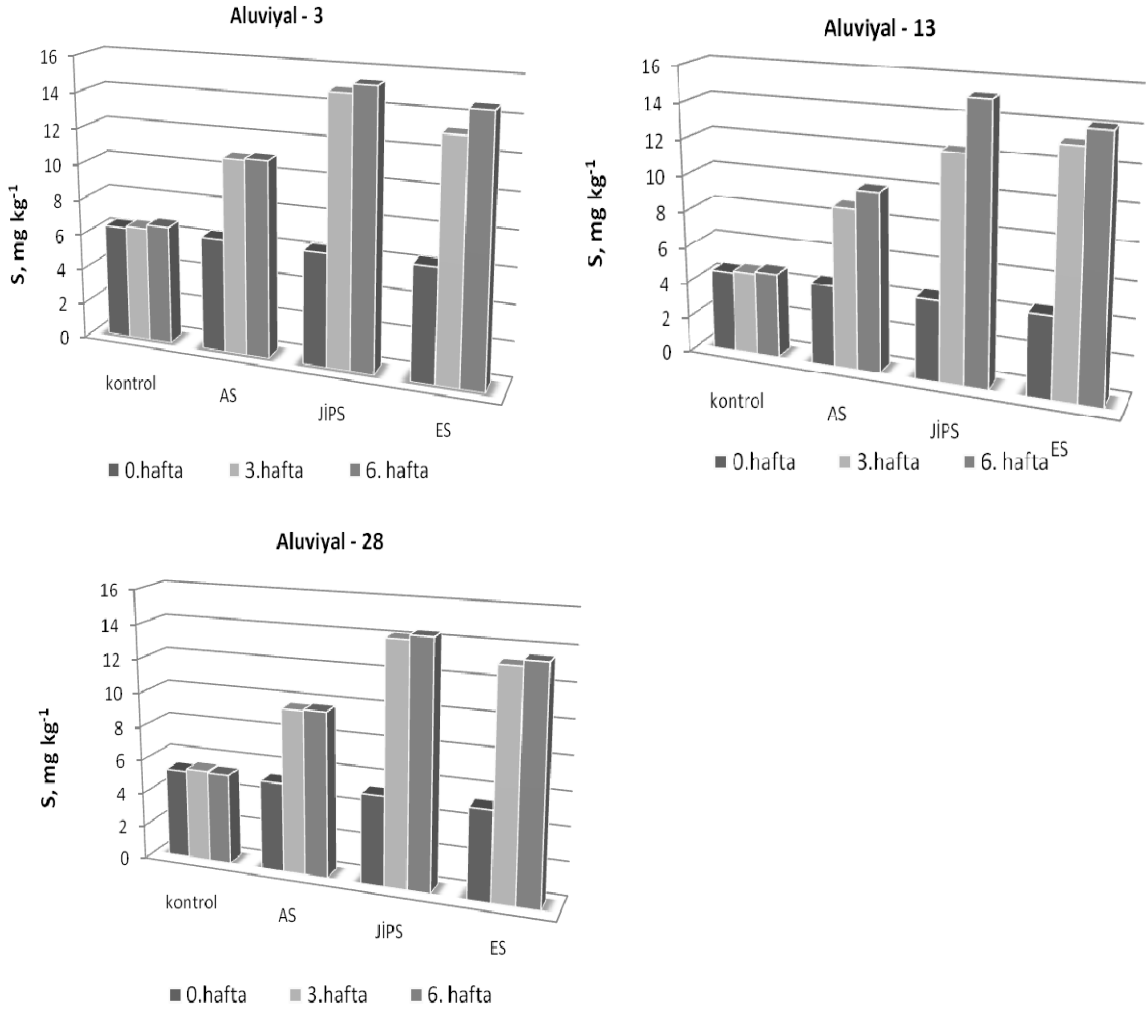 Aluviyal - 3
16
14
12
10
8
6
4
2
0
S, mg kg⁻¹
kontrol
AS
JİPS
ES
0.hafta 3.hafta 6. hafta
Aluviyal - 13
16
14
12
10
8
6
4
2
0
S, mg kg⁻¹
kontrol
AS
JİPS
ES
0.hafta 3.hafta 6. hafta
Aluviyal - 28
16
14
12
10
8
6
4
2
0
S, mg kg⁻¹
kontrol
AS
JİPS
ES
0.hafta 3.hafta 6. hafta